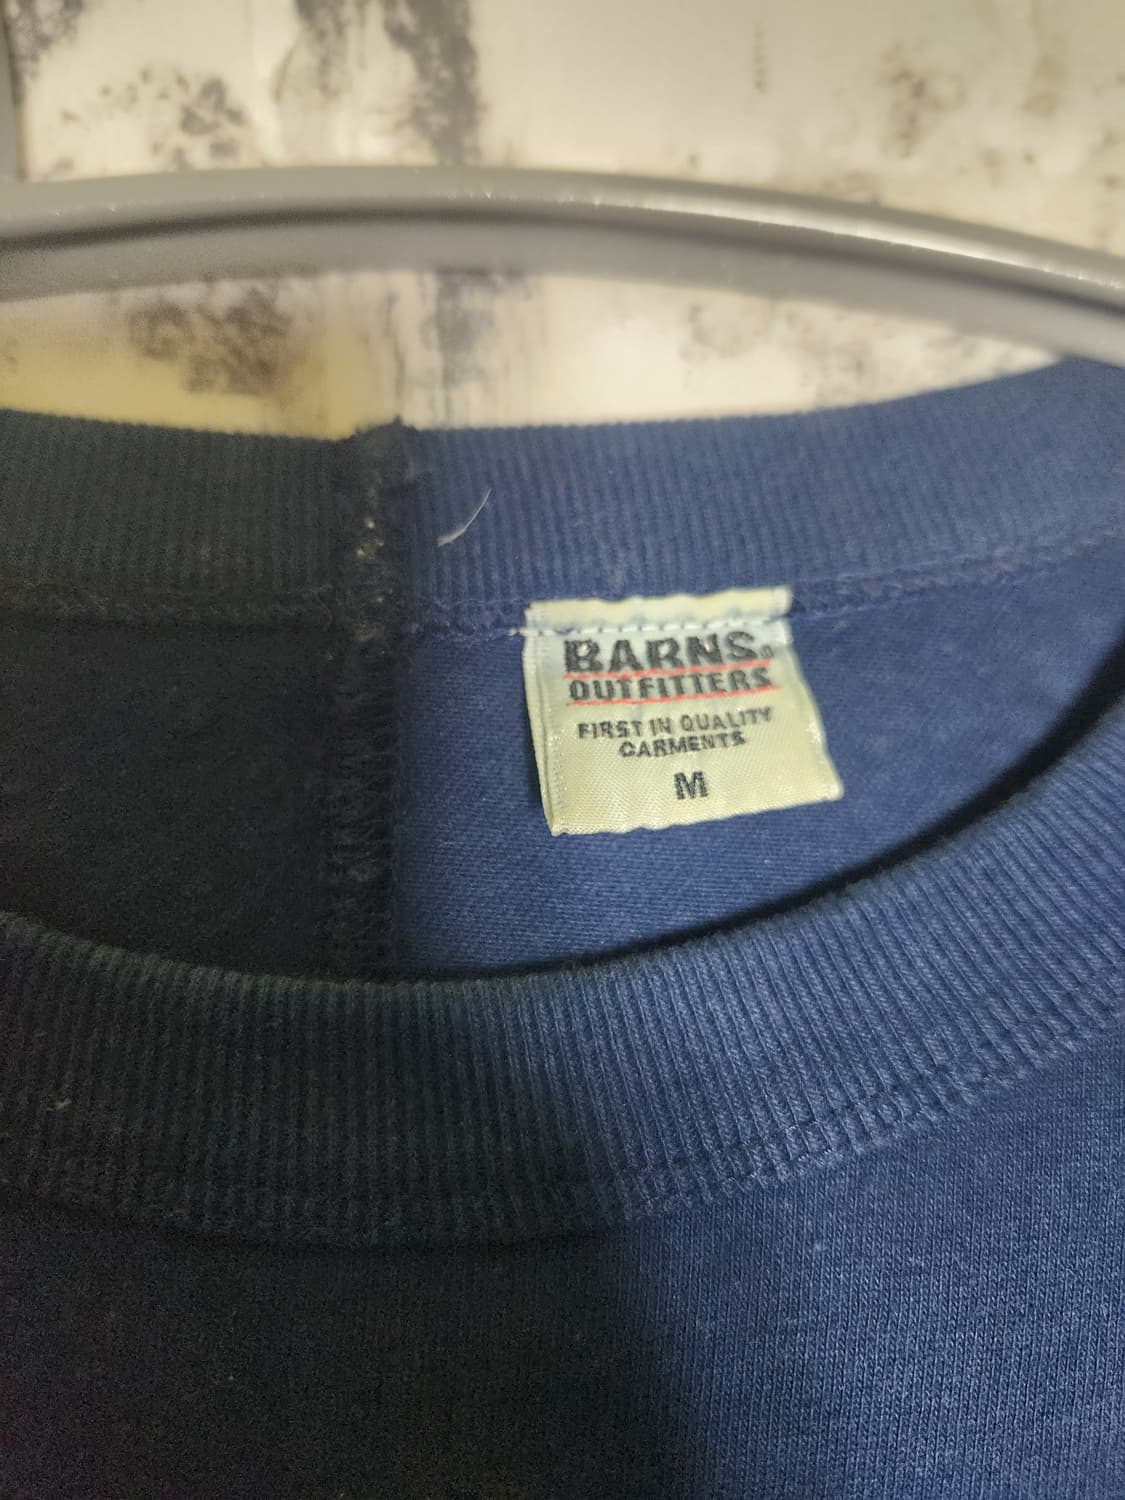 BARNS
OUTFITTERS
FIRST IN QUALITY
GARMENTS
M